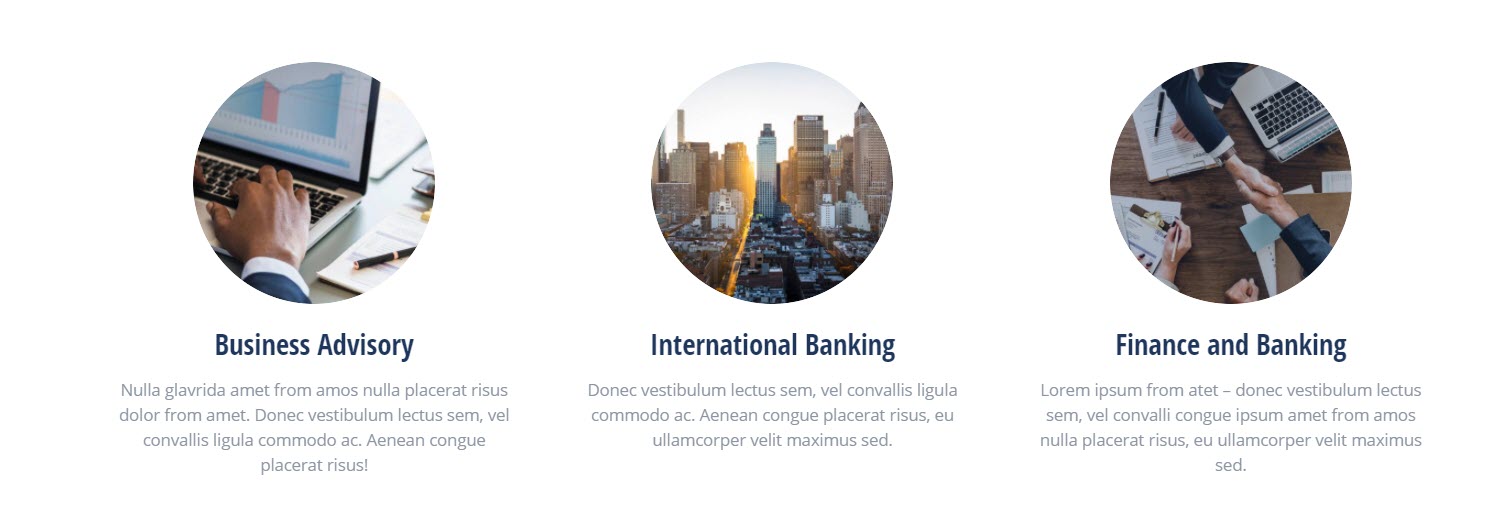 Business Advisory
Nulla glavrida amet from amos nulla placerat risus
dolor from amet. Donec vestibulum lectus sem, vel
convallis ligula commodo ac. Aenean congue
placerat risus!
International Banking
Donec vestibulum lectus sem, vel convallis ligula
commodo ac. Aenean congue placerat risus, eu
ullamcorper velit maximus sed.
Finance and Banking
Lorem ipsum from atet – donec vestibulum lectus
sem, vel convalli congue ipsum amet from amos
nulla placerat risus, eu ullamcorper velit maximus
sed.